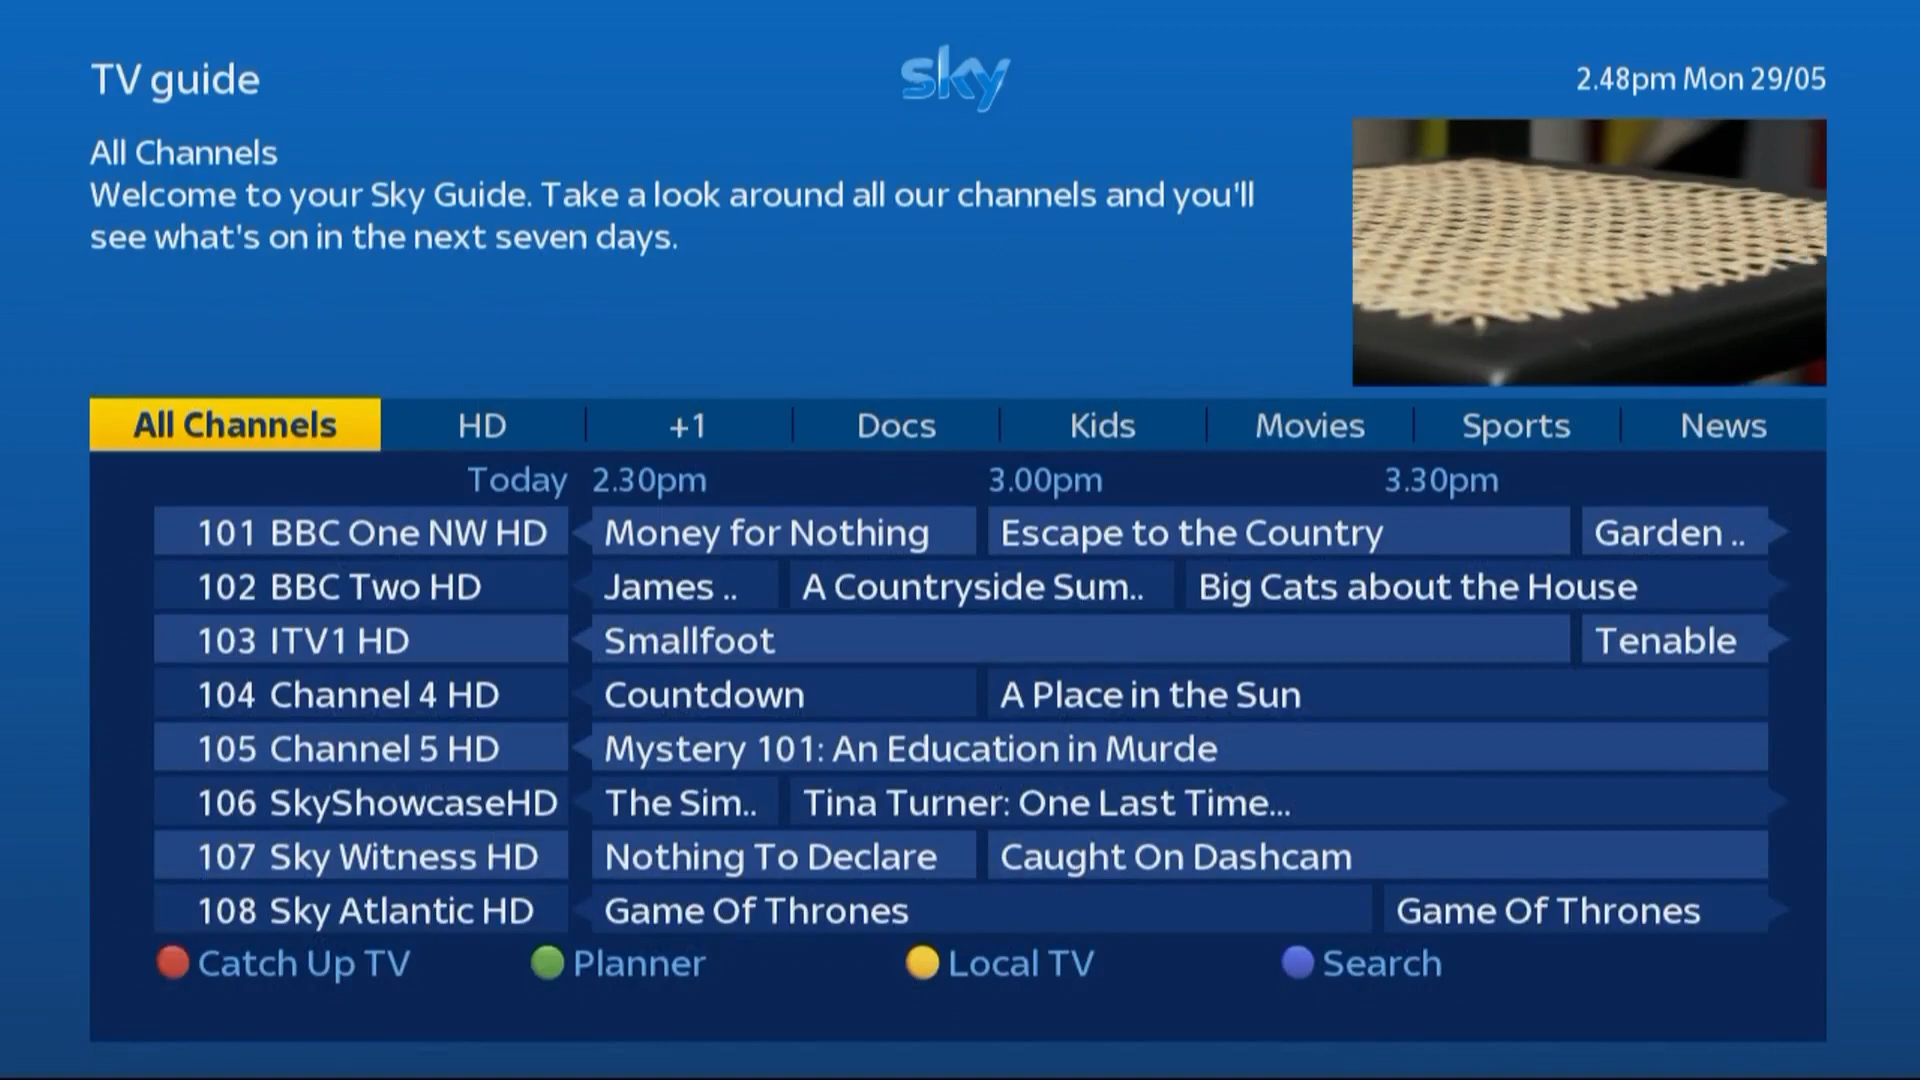 TV guide
sky
2.48pm Mon 29/05
All Channels
Welcome to your Sky Guide. Take a look around all our channels and you'll
see what's on in the next seven days.
All Channels HD +1 Docs Kids Movies Sports News
Today 2.30pm 3.00pm 3.30pm
101 BBC One NW HD Money for Nothing Escape to the Country Garden ..
102 BBC Two HD James .. A Countryside Sum.. Big Cats about the House
103 ITV1 HD Smallfoot Tenable
104 Channel 4 HD Countdown A Place in the Sun
105 Channel 5 HD Mystery 101: An Education in Murde
106 SkyShowcaseHD The Sim.. Tina Turner: One Last Time...
107 Sky Witness HD Nothing To Declare Caught On Dashcam
108 Sky Atlantic HD Game Of Thrones Game Of Thrones
Catch Up TV Planner Local TV Search